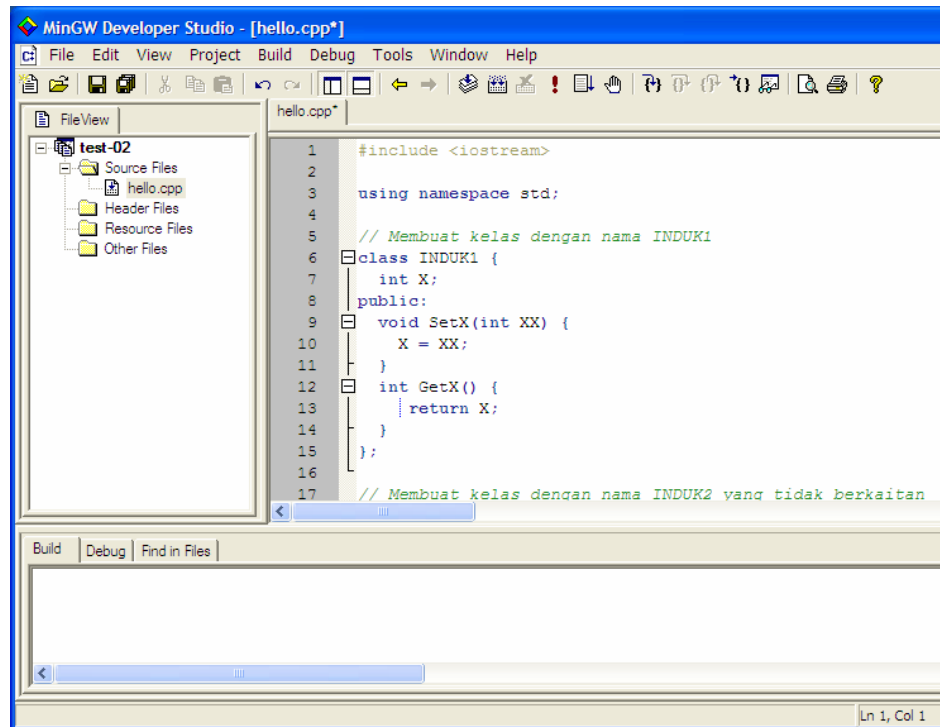 MinGW Developer Studio - [hello.cpp*]
File Edit View Project Build Debug Tools Window Help
FileView
hello.cpp*
test-02
Source Files
hello.cpp
Header Files
Resource Files
Other Files
1 #include <iostream>
2
3 using namespace std;
4
5 // Membuat kelas dengan nama INDUK1
6 class INDUK1 {
7 int X;
8 public:
9 void SetX(int XX) {
10 X = XX;
11 }
12 int GetX() {
13 return X;
14 }
15 };
16
17 // Membuat kelas dengan nama INDUK2 yang tidak berkaitan
Build Debug Find in Files
Ln 1, Col 1